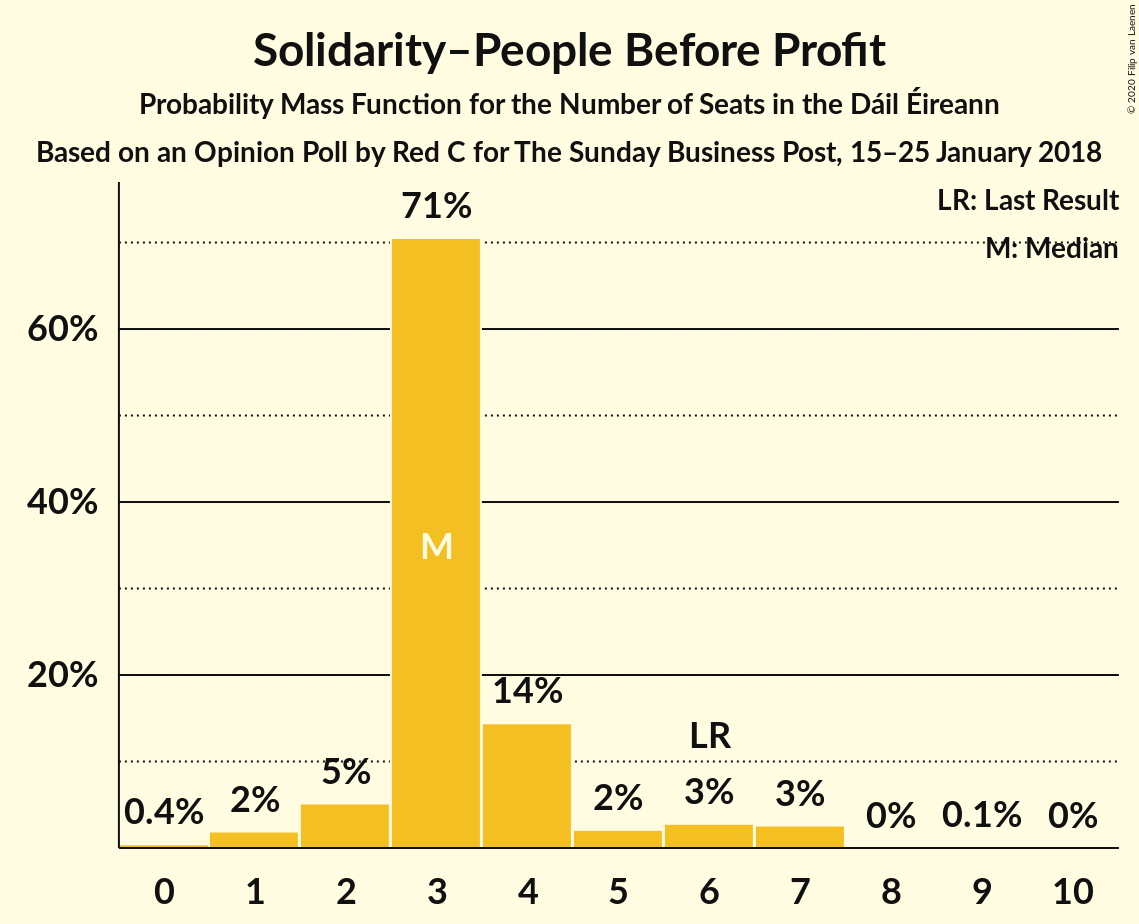 Solidarity–People Before Profit
Probability Mass Function for the Number of Seats in the Dáil Éireann
Based on an Opinion Poll by Red C for The Sunday Business Post, 15–25 January 2018
© 2020 Filip van Laenen
LR: Last Result
M: Median
71%
60%
40%
M
20%
14%
LR
5%
3%
3%
2%
2%
0.4%
0%
0.1%
0%
0 1 2 3 4 5 6 7 8 9 10